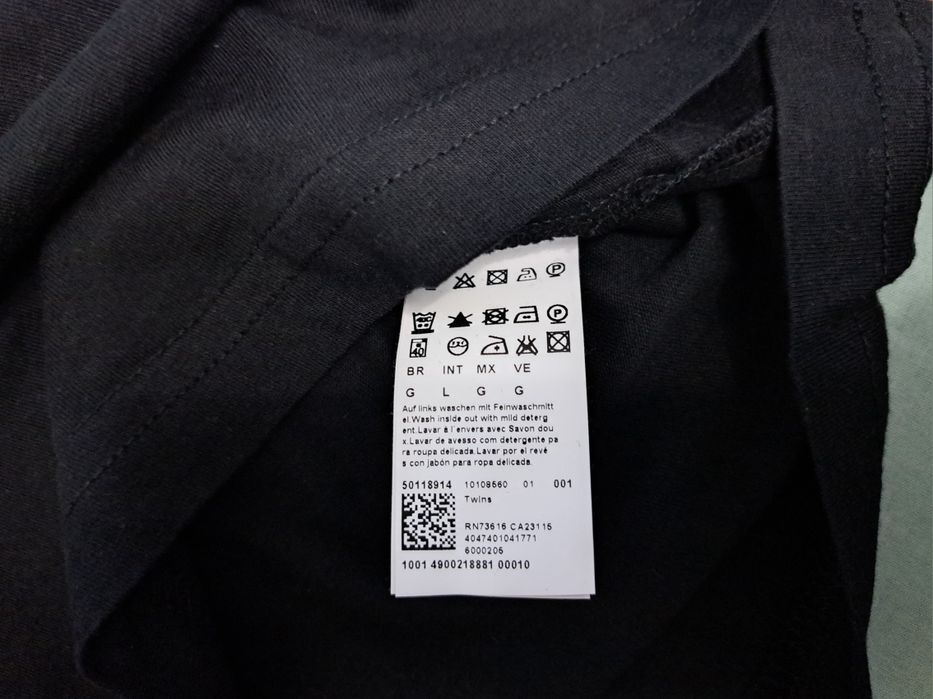 P
40C P
40
BR INT MX VE
G L G G
Auf links waschen mit Feinwaschmitt
el.Wash inside out with mild deterg
ent.Lavar à l`envers avec Savon dou
x.Lavar de avesso com detergente pa
ra roupa delicada.Lavar por el revé
s con jabón para ropa delicada.
50118914 10108560 01 001
Twins
RN73616 CA23115
4047401041771
6000205
1001 4900218881 00010